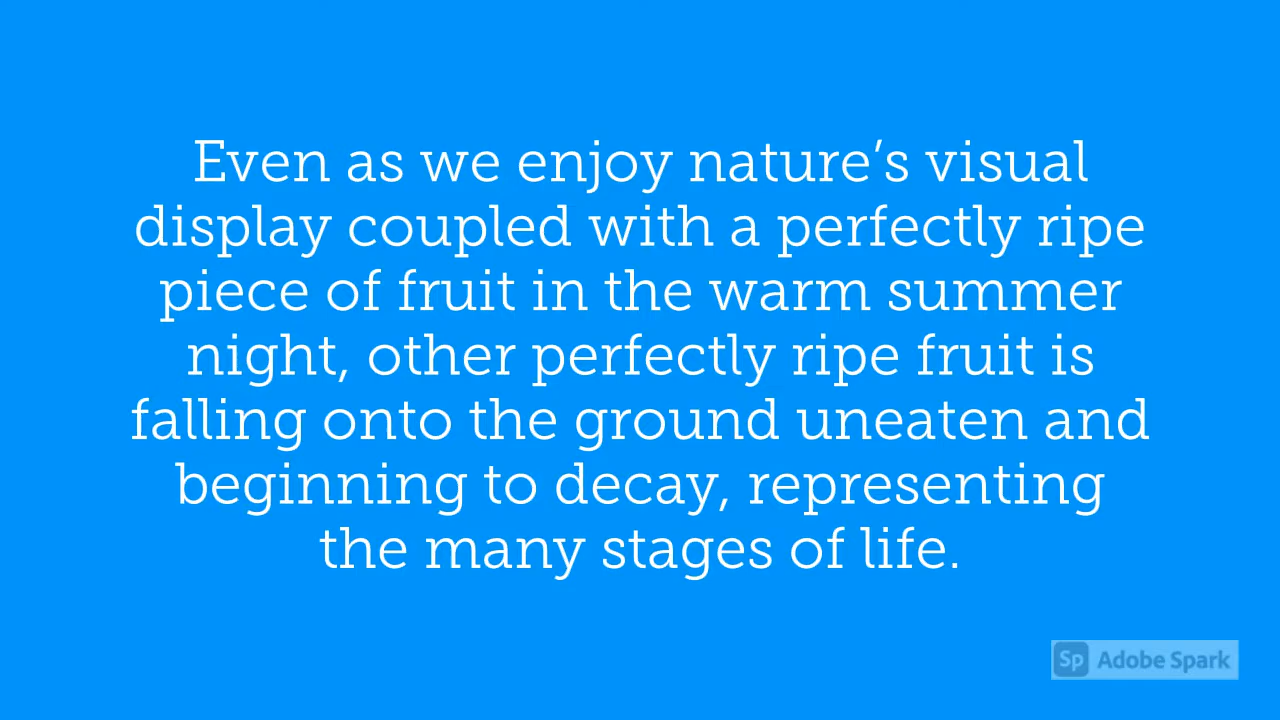 Even as we enjoy nature’s visual
display coupled with a perfectly ripe
piece of fruit in the warm summer
night, other perfectly ripe fruit is
falling onto the ground uneaten and
beginning to decay, representing
the many stages of life.
Sp Adobe Spark